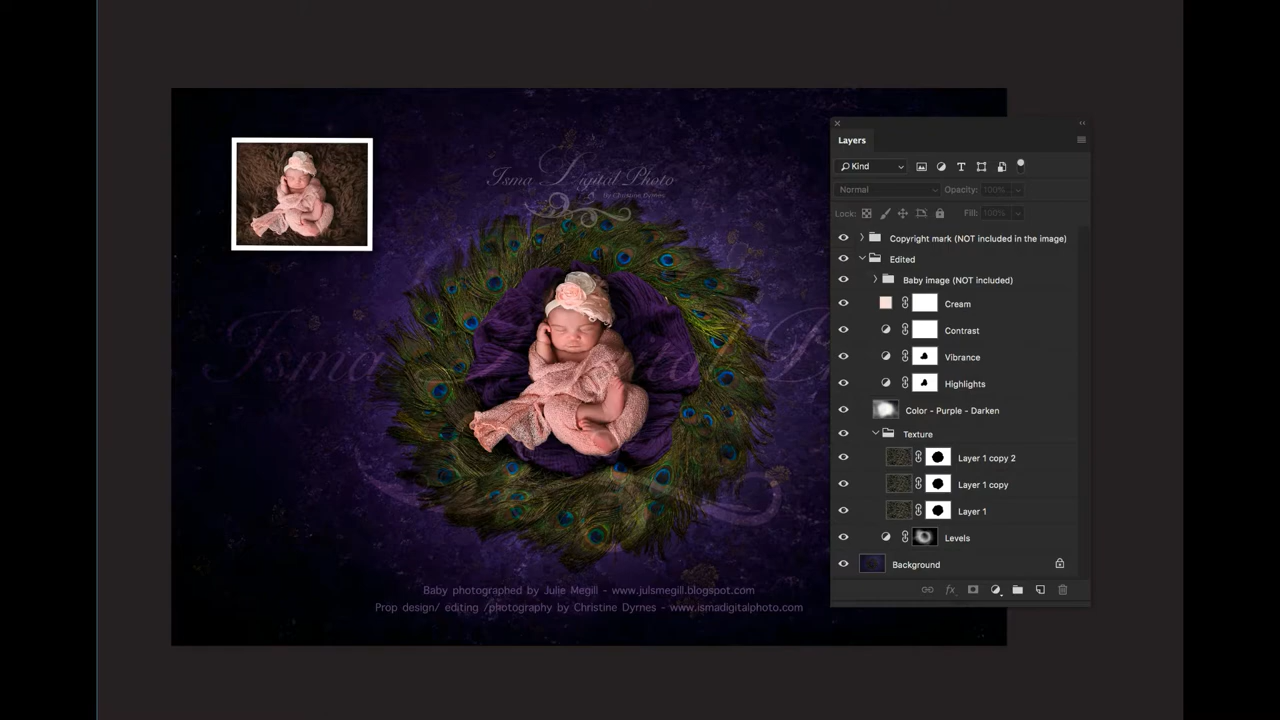 Isma Digital Photo
By Christine Dyrnes
Isma Digital P
Baby photographed by Julie Megill - www.julsmegill.blogspot.com
Prop design/ editing /photography by Christine Dyrnes - www.ismadigitalphoto.com
Layers
Kind
Normal
Opacity: 100%
Lock:
Fill: 100%
Copyright mark (NOT included in the image)
Edited
Baby image (NOT included)
Cream
Contrast
Vibrance
Highlights
Color - Purple - Darken
Texture
Layer 1 copy 2
Layer 1 copy
Layer 1
Levels
Background
fx